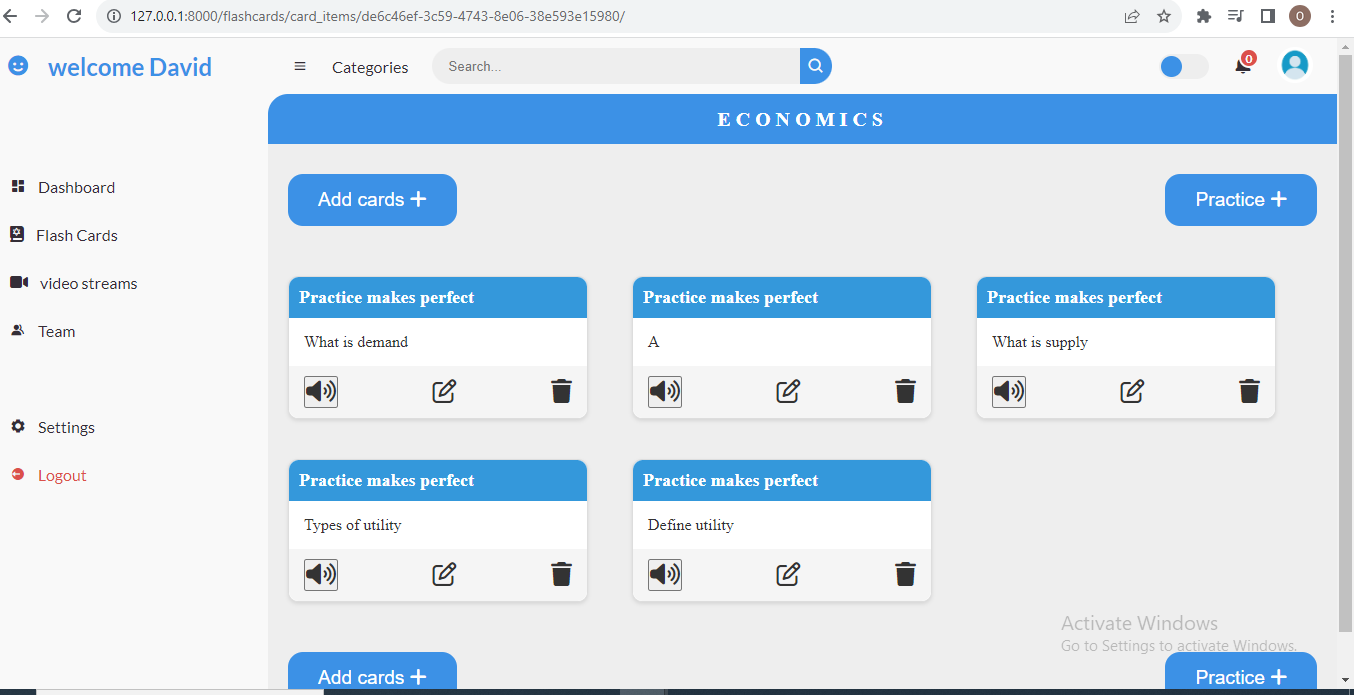 127.0.0.1:8000/flashcards/card_items/de6c46ef-3c59-4743-8e06-38e593e15980/
O
welcome David
Categories
Search...
0
ECONOMICS
Dashboard
Flash Cards
video streams
Team
Settings
Logout
Add cards +
Practice +
Practice makes perfect
What is demand
Practice makes perfect
A
Practice makes perfect
What is supply
Practice makes perfect
Types of utility
Practice makes perfect
Define utility
Activate Windows
Go to Settings to activate Windows.
Add cards +
Practice +